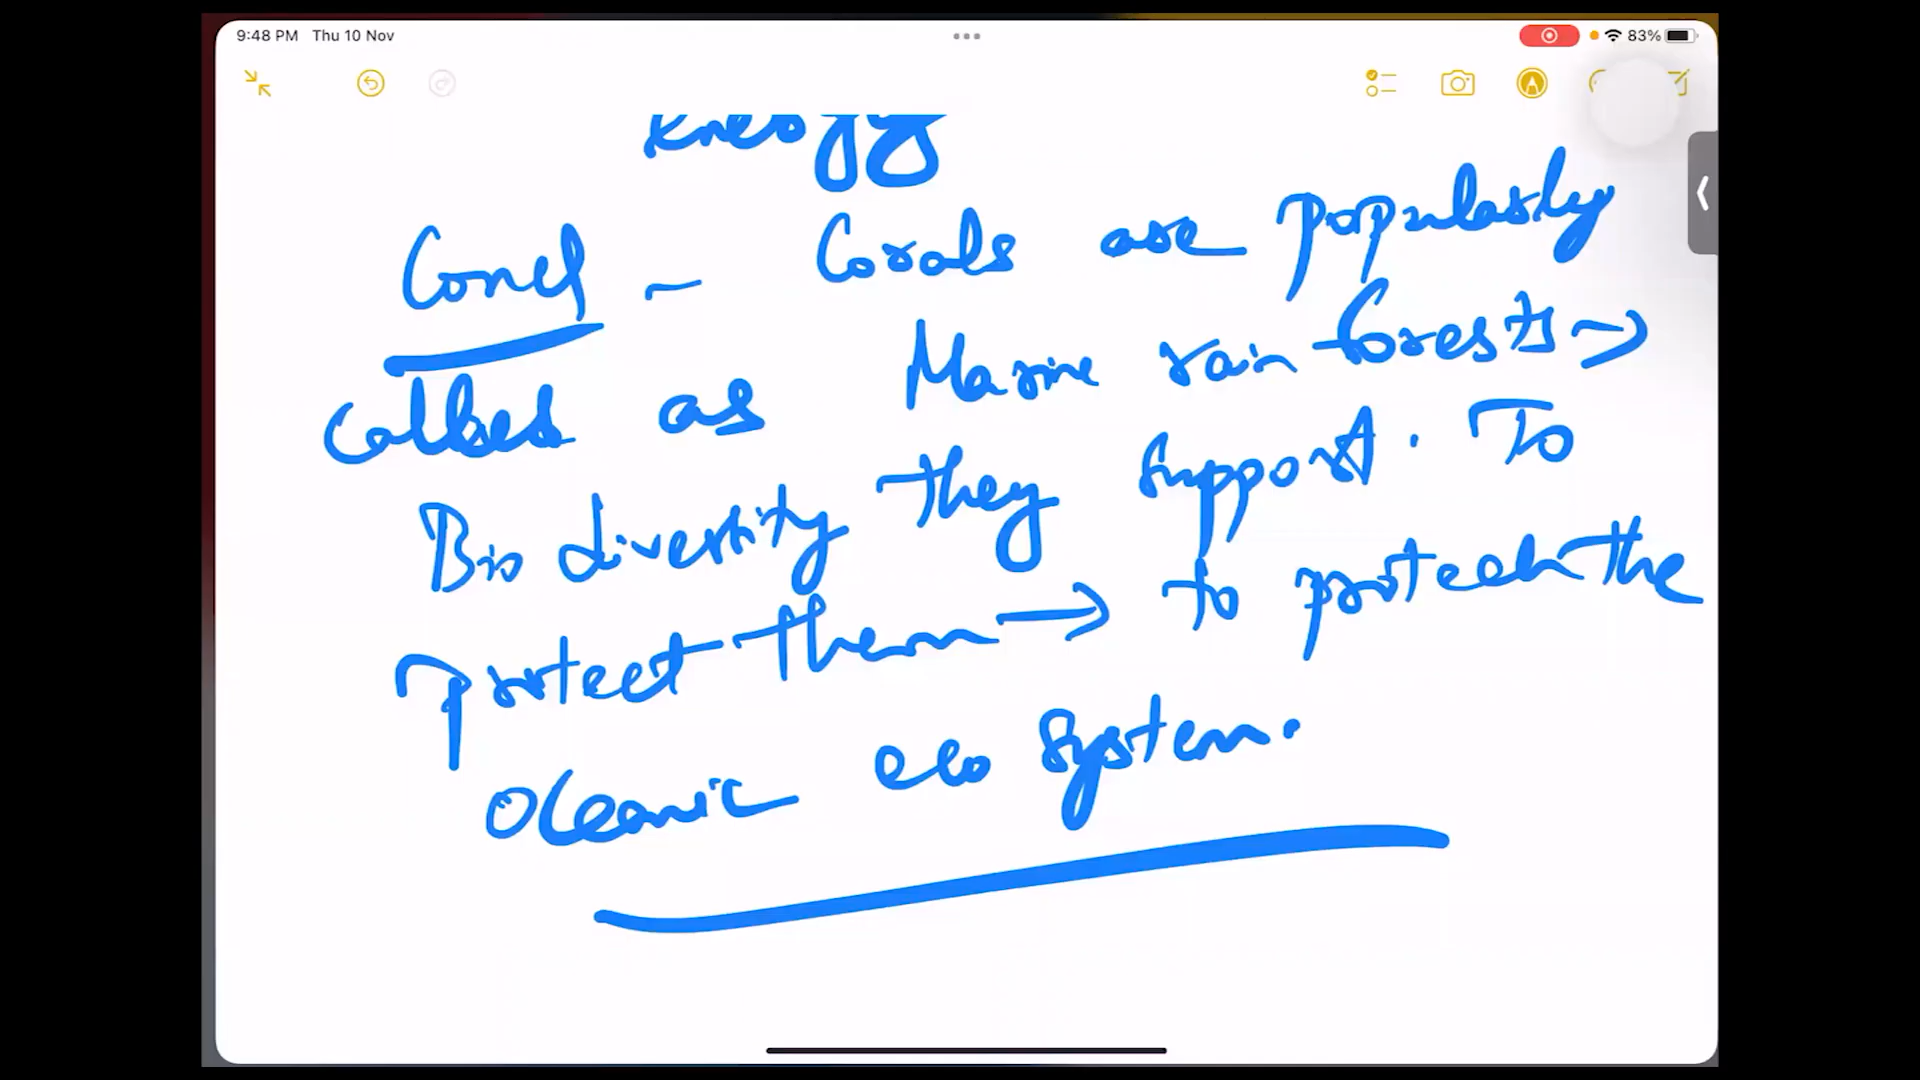 9:48 PM Thu 10 Nov 83%
energy
Concl - Corals are popularly
called as Marine rain forests →
Bio diversity they support. To
protect them → to protect the
Oceanic eco system.